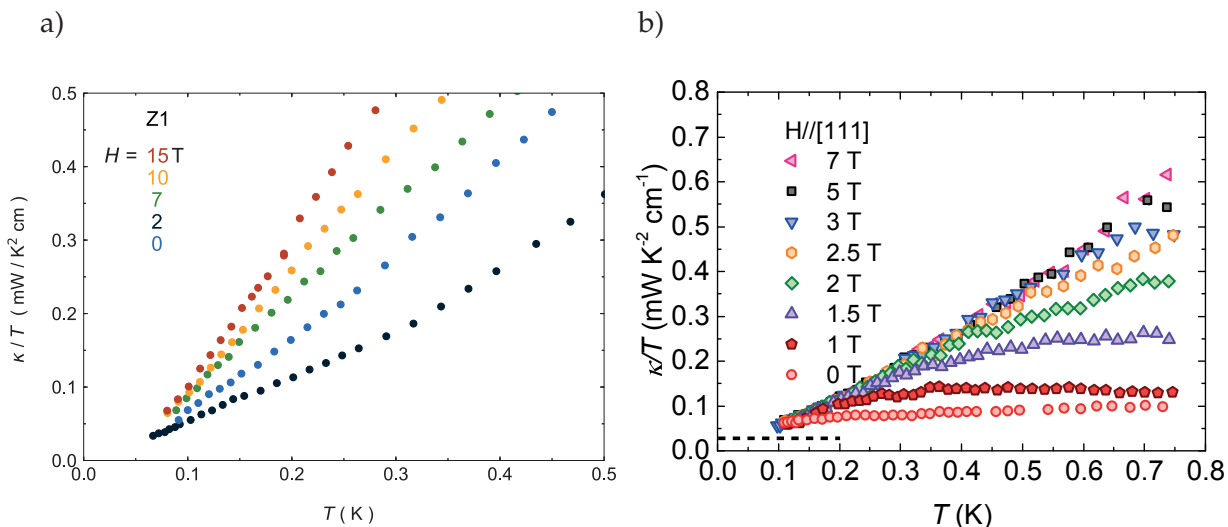 a)
Z1
H = 15 T
10
7
2
0
κ / T ( mW / K² cm )
0.5
0.4
0.3
0.2
0.1
0.0
0.0 0.1 0.2 0.3 0.4 0.5
T ( K )
b)
H//[111]
7 T
5 T
3 T
2.5 T
2 T
1.5 T
1 T
0 T
κ/T (mW K⁻² cm⁻¹)
0.8
0.7
0.6
0.5
0.4
0.3
0.2
0.1
0.0
0.0 0.1 0.2 0.3 0.4 0.5 0.6 0.7 0.8
T (K)